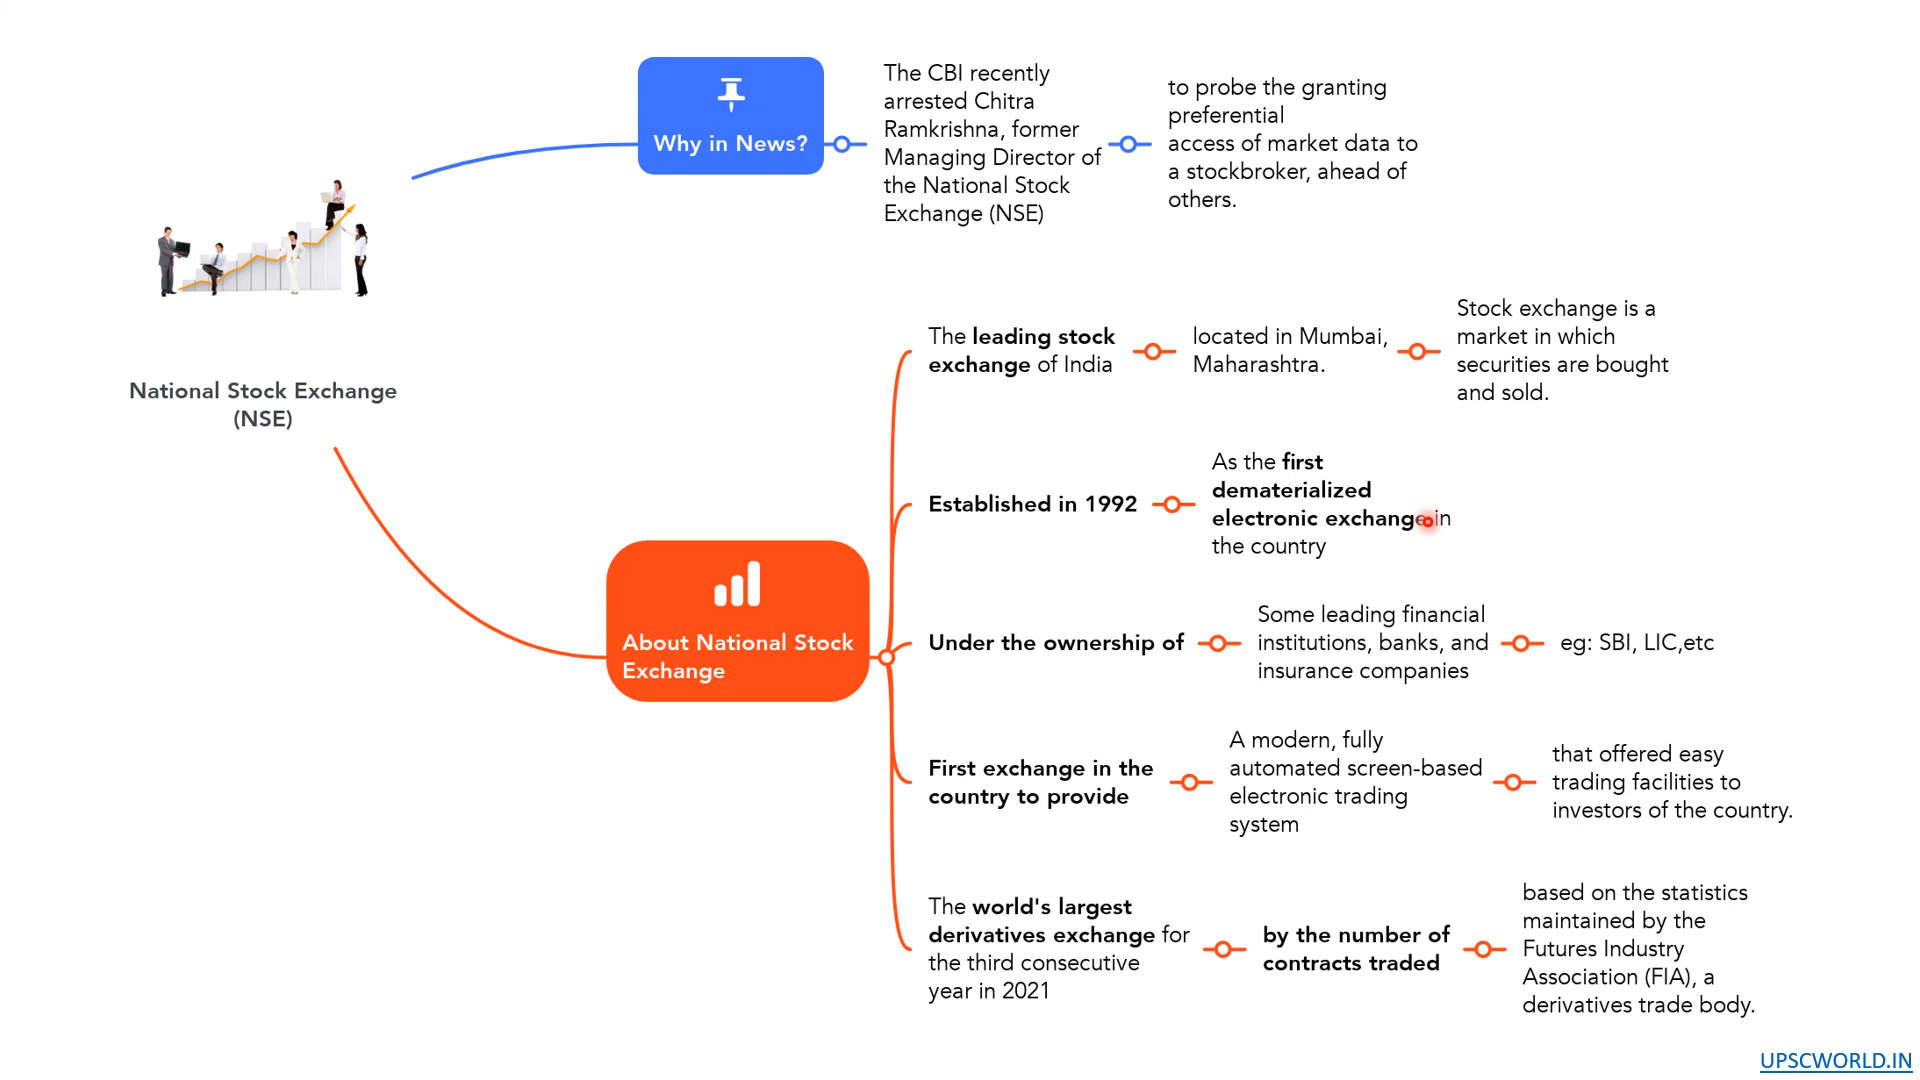 National Stock Exchange
(NSE)
Why in News?
The CBI recently
arrested Chitra
Ramkrishna, former
Managing Director of
the National Stock
Exchange (NSE)
to probe the granting
preferential
access of market data to
a stockbroker, ahead of
others.
About National Stock
Exchange
The leading stock
exchange of India
located in Mumbai,
Maharashtra.
Stock exchange is a
market in which
securities are bought
and sold.
Established in 1992
As the first
dematerialized
electronic exchange in
the country
Under the ownership of
Some leading financial
institutions, banks, and
insurance companies
eg: SBI, LIC,etc
First exchange in the
country to provide
A modern, fully
automated screen-based
electronic trading
system
that offered easy
trading facilities to
investors of the country.
The world's largest
derivatives exchange for
the third consecutive
year in 2021
by the number of
contracts traded
based on the statistics
maintained by the
Futures Industry
Association (FIA), a
derivatives trade body.
UPSCWORLD.IN